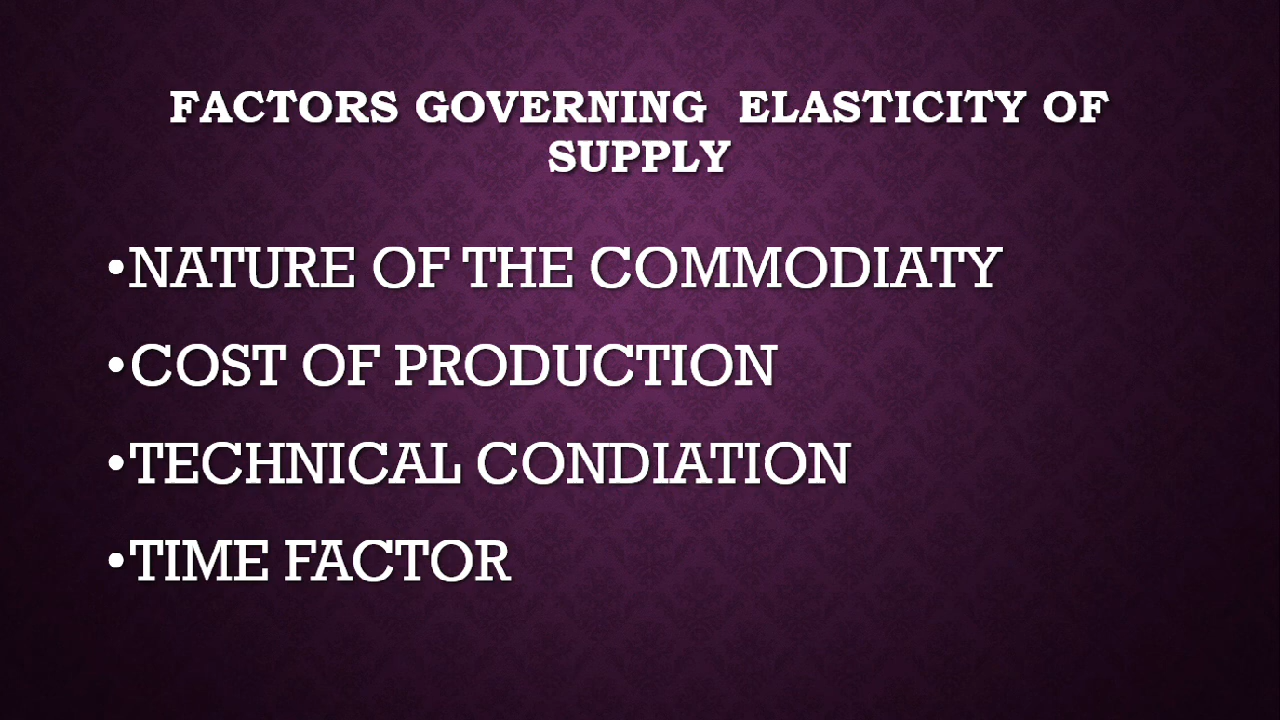 FACTORS GOVERNING ELASTICITY OF
SUPPLY
•NATURE OF THE COMMODIATY
•COST OF PRODUCTION
•TECHNICAL CONDIATION
•TIME FACTOR